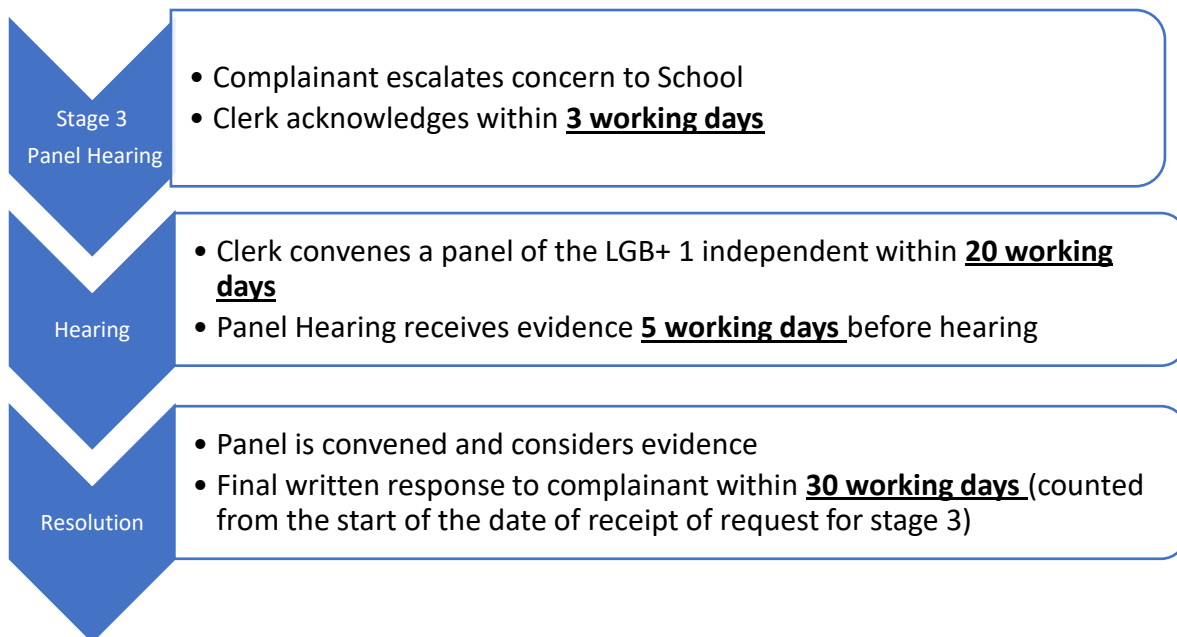 Stage 3
Panel Hearing
• Complainant escalates concern to School
• Clerk acknowledges within 3 working days
Hearing
• Clerk convenes a panel of the LGB+ 1 independent within 20 working
days
• Panel Hearing receives evidence 5 working days before hearing
Resolution
• Panel is convened and considers evidence
• Final written response to complainant within 30 working days (counted
from the start of the date of receipt of request for stage 3)